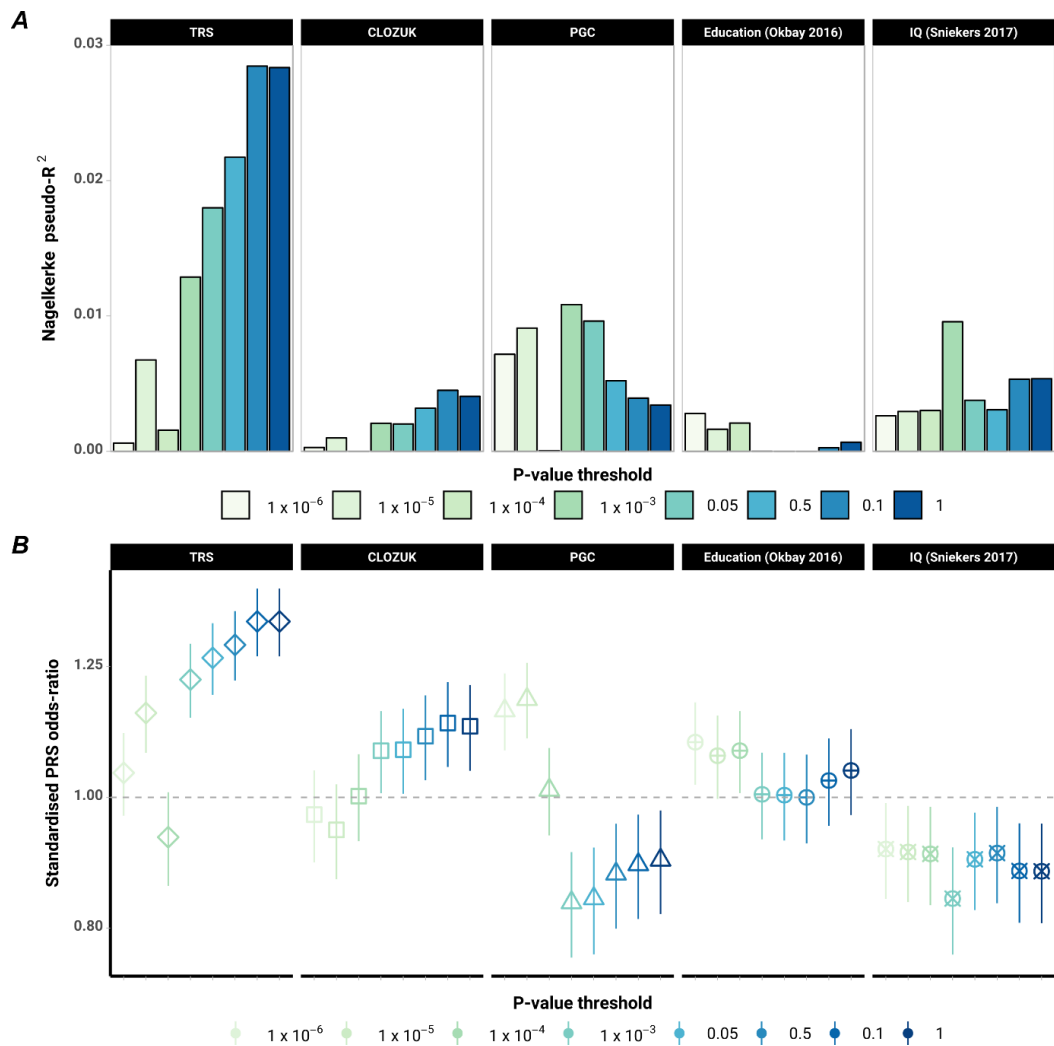 A
TRS CLOZUK PGC Education (Okbay 2016) IQ (Sniekers 2017)
Nagelkerke pseudo-R²
0.03
0.02
0.01
0.00
P-value threshold
1 x 10⁻⁶ 1 x 10⁻⁵ 1 x 10⁻⁴ 1 x 10⁻³ 0.05 0.5 0.1 1
B
TRS CLOZUK PGC Education (Okbay 2016) IQ (Sniekers 2017)
Standardised PRS odds-ratio
1.25
1.00
0.80
P-value threshold
1 x 10⁻⁶ 1 x 10⁻⁵ 1 x 10⁻⁴ 1 x 10⁻³ 0.05 0.5 0.1 1